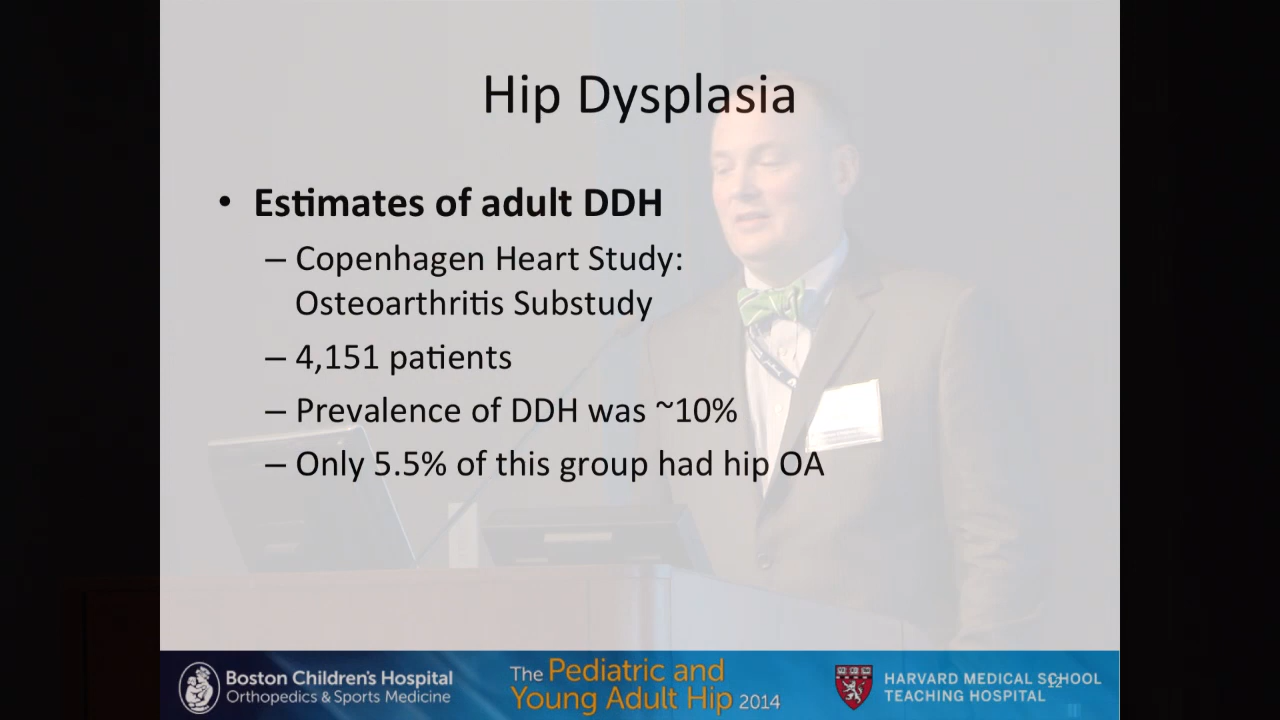 Hip Dysplasia
• Estimates of adult DDH
– Copenhagen Heart Study:
Osteoarthritis Substudy
– 4,151 patients
– Prevalence of DDH was ~10%
– Only 5.5% of this group had hip OA
Boston Children's Hospital
Orthopedics & Sports Medicine
The Pediatric and
Young Adult Hip 2014
HARVARD MEDICAL SCHOOL
TEACHING HOSPITAL
12